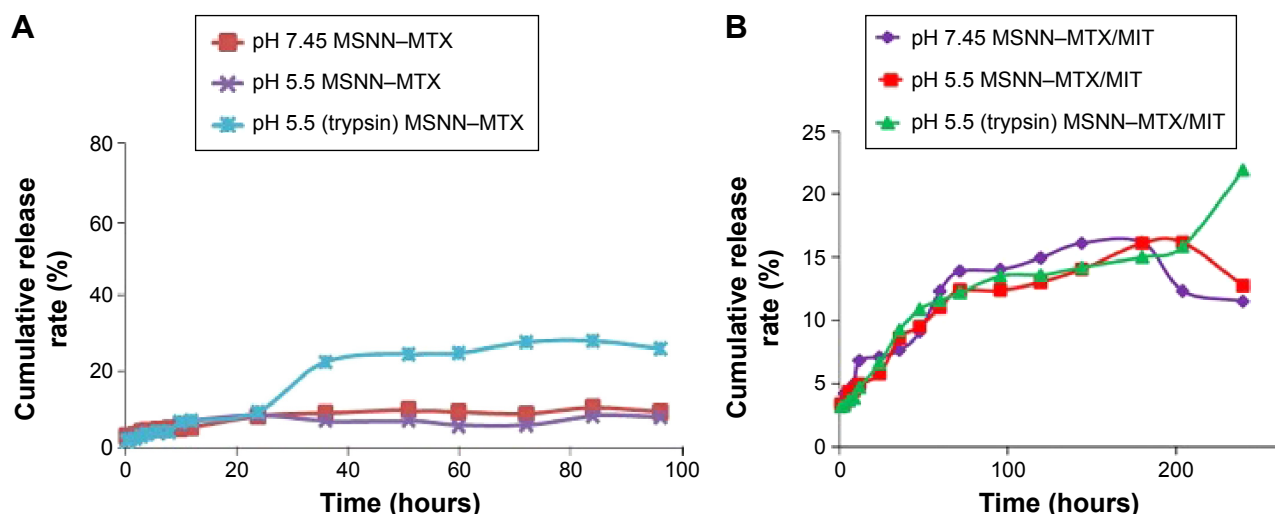 A
pH 7.45 MSNN–MTX
pH 5.5 MSNN–MTX
pH 5.5 (trypsin) MSNN–MTX
80
60
40
20
0
0 20 40 60 80 100
Cumulative release
rate (%)
Time (hours)
B
pH 7.45 MSNN–MTX/MIT
pH 5.5 MSNN–MTX/MIT
pH 5.5 (trypsin) MSNN–MTX/MIT
25
20
15
10
5
0
0 100 200
Cumulative release
rate (%)
Time (hours)